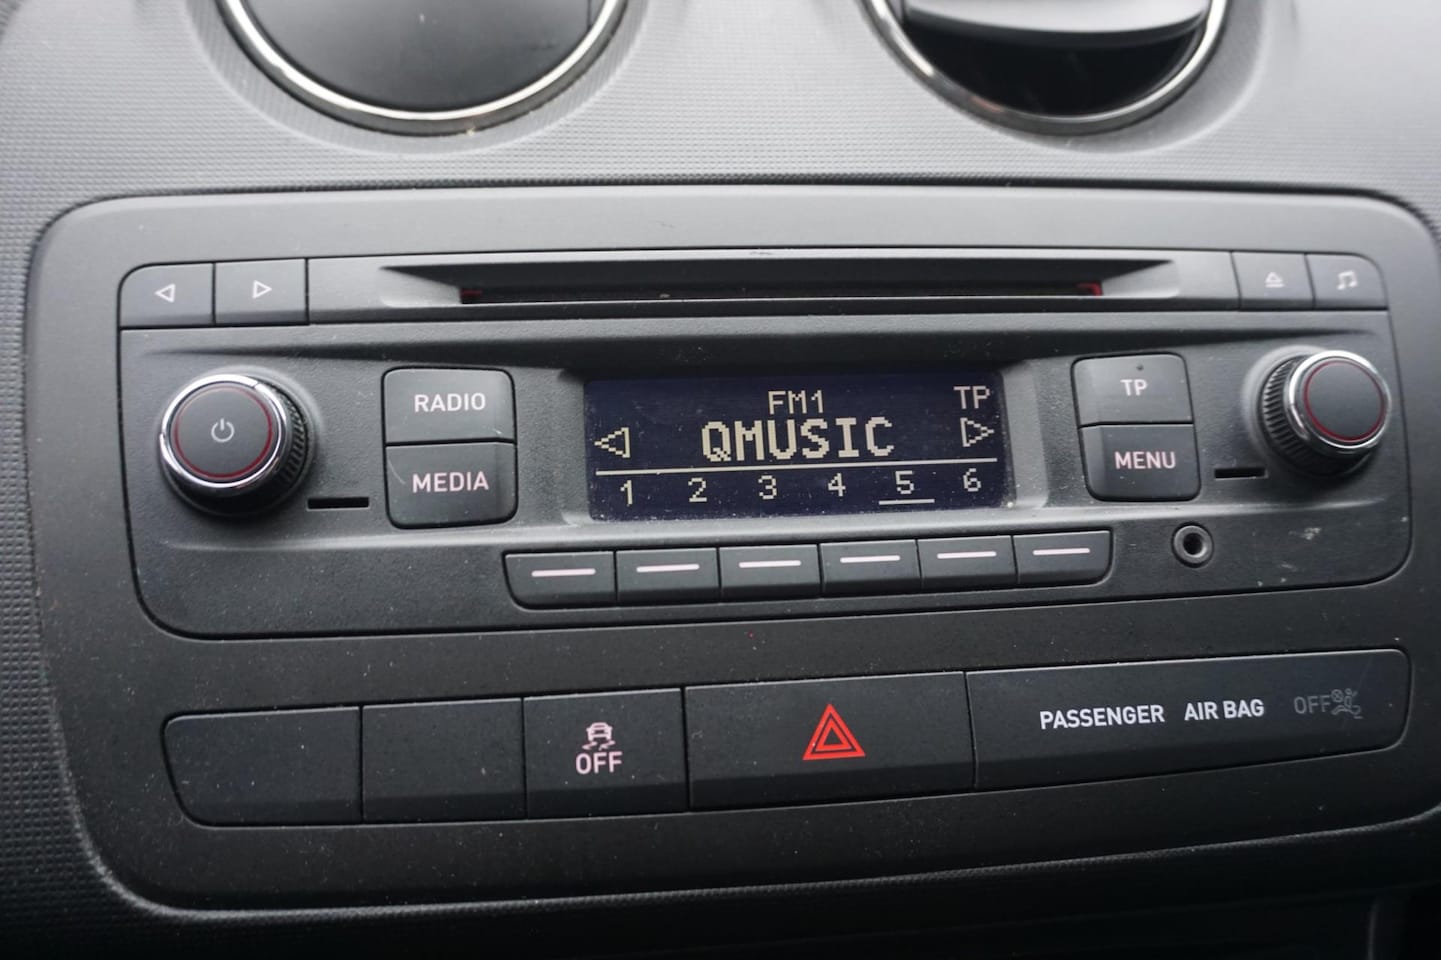 RADIO
MEDIA
FM1 TP
QMUSIC
1 2 3 4 5 6
TP
MENU
OFF
PASSENGER AIR BAG OFF